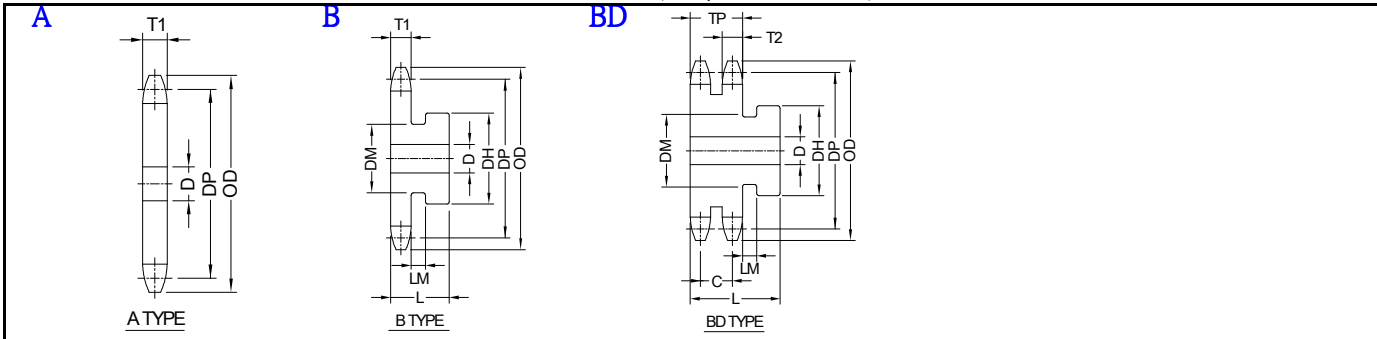 A
T1
D
DP
OD
A TYPE
B
T1
DM
D
DH
DP
OD
LM
L
B TYPE
BD
TP
T2
DM
D
DH
DP
OD
LM
C
L
BD TYPE